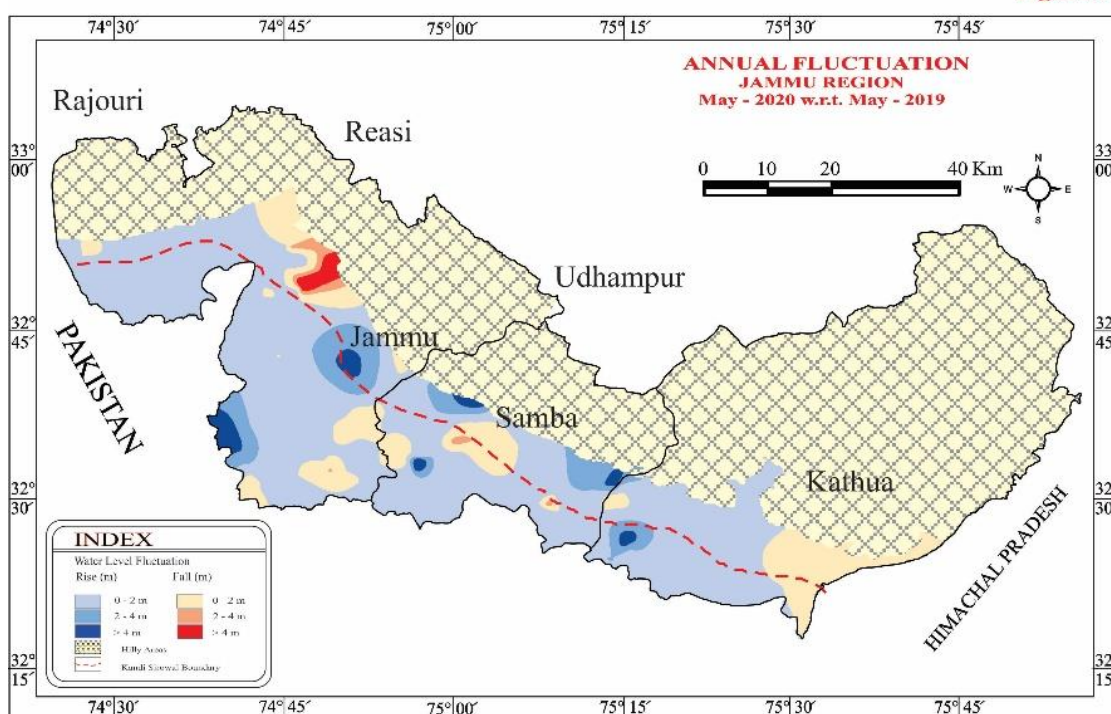 74° 30′ 74° 45′ 75° 00′ 75° 15′ 75° 30′ 75° 45′
ANNUAL FLUCTUATION
JAMMU REGION
May - 2020 w.r.t. May - 2019
Rajouri
Reasi
33° 00′ 33° 00′
0 10 20 40 Km
N
W E
S
Udhampur
32° 45′ 32° 45′
PAKISTAN
Jammu
Samba
Kathua
32° 30′ 32° 30′
HIMACHAL PRADESH
INDEX
Water Level Fluctuation
Rise (m) Fall (m)
0 - 2 m 0 - 2 m
2 - 4 m 2 - 4 m
> 4 m > 4 m
Hilly Areas
Kandi Sirowal Boundary
32° 15′ 32° 15′
74° 30′ 74° 45′ 75° 00′ 75° 15′ 75° 30′ 75° 45′